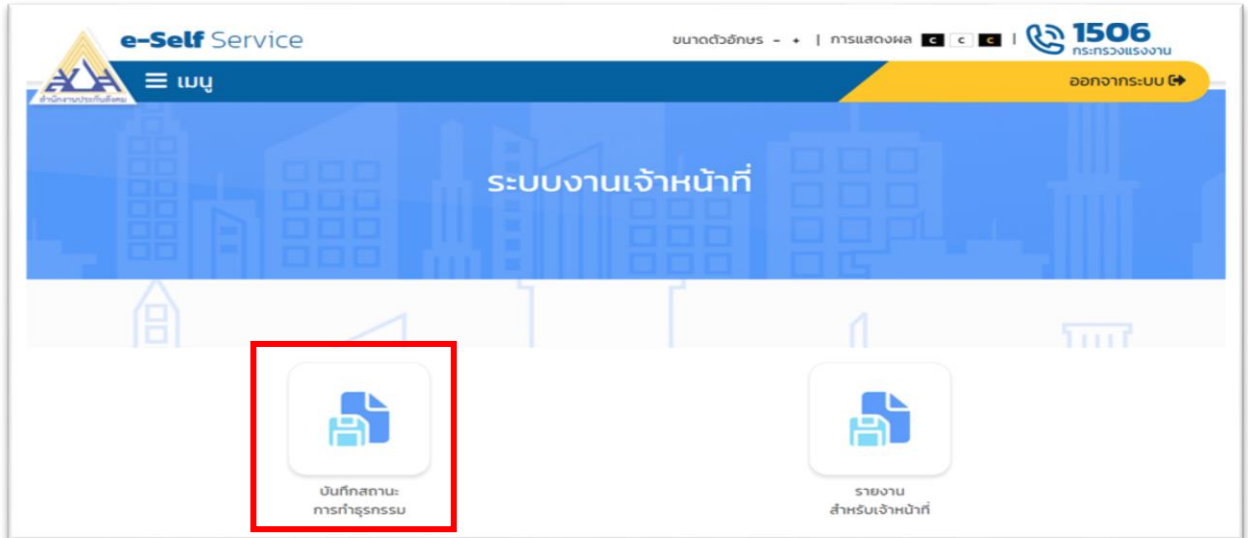 e-Self Service
ขนาดตัวอักษร - + | การแสดงผล C C C | 1506
กระทรวงแรงงาน
สำนักงานประกันสังคม
เมนู
ออกจากระบบ
ระบบงานเจ้าหน้าที่
บันทึกสถานะ
การทำธุรกรรม
รายงาน
สำหรับเจ้าหน้าที่